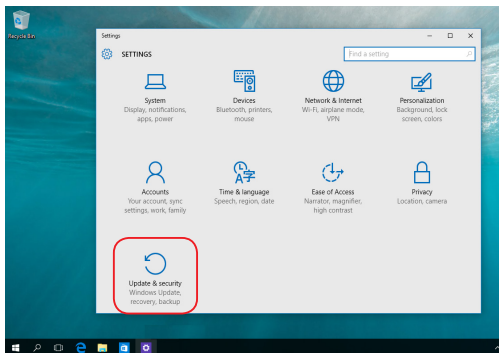 Recycle Bin
Settings
SETTINGS
Find a setting
System
Display, notifications,
apps, power
Devices
Bluetooth, printers,
mouse
Network & Internet
Wi-Fi, airplane mode,
VPN
Personalization
Background, lock
screen, colors
Accounts
Your account, sync
settings, work, family
Time & language
Speech, region, date
Ease of Access
Narrator, magnifier,
high contrast
Privacy
Location, camera
Update & security
Windows Update,
recovery, backup